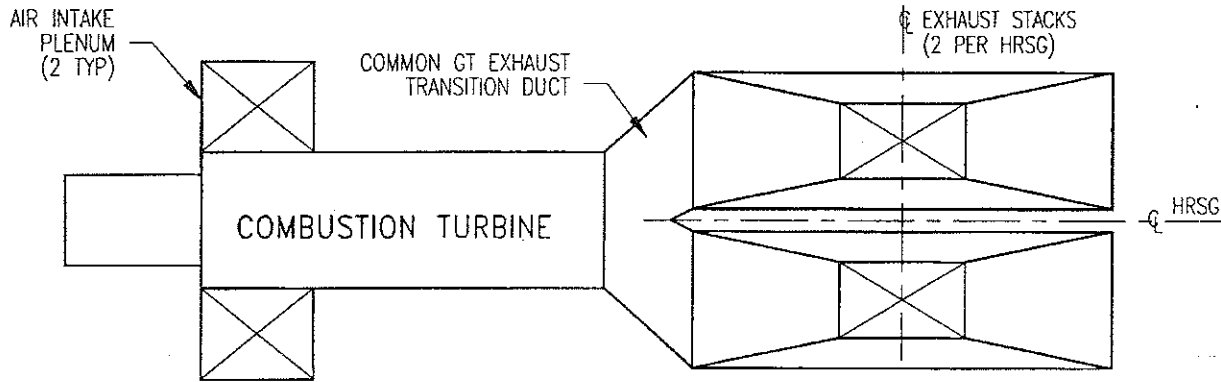 AIR INTAKE
PLENUM
(2 TYP)
COMMON GT EXHAUST
TRANSITION DUCT
℄ EXHAUST STACKS
(2 PER HRSG)
COMBUSTION TURBINE
℄ HRSG